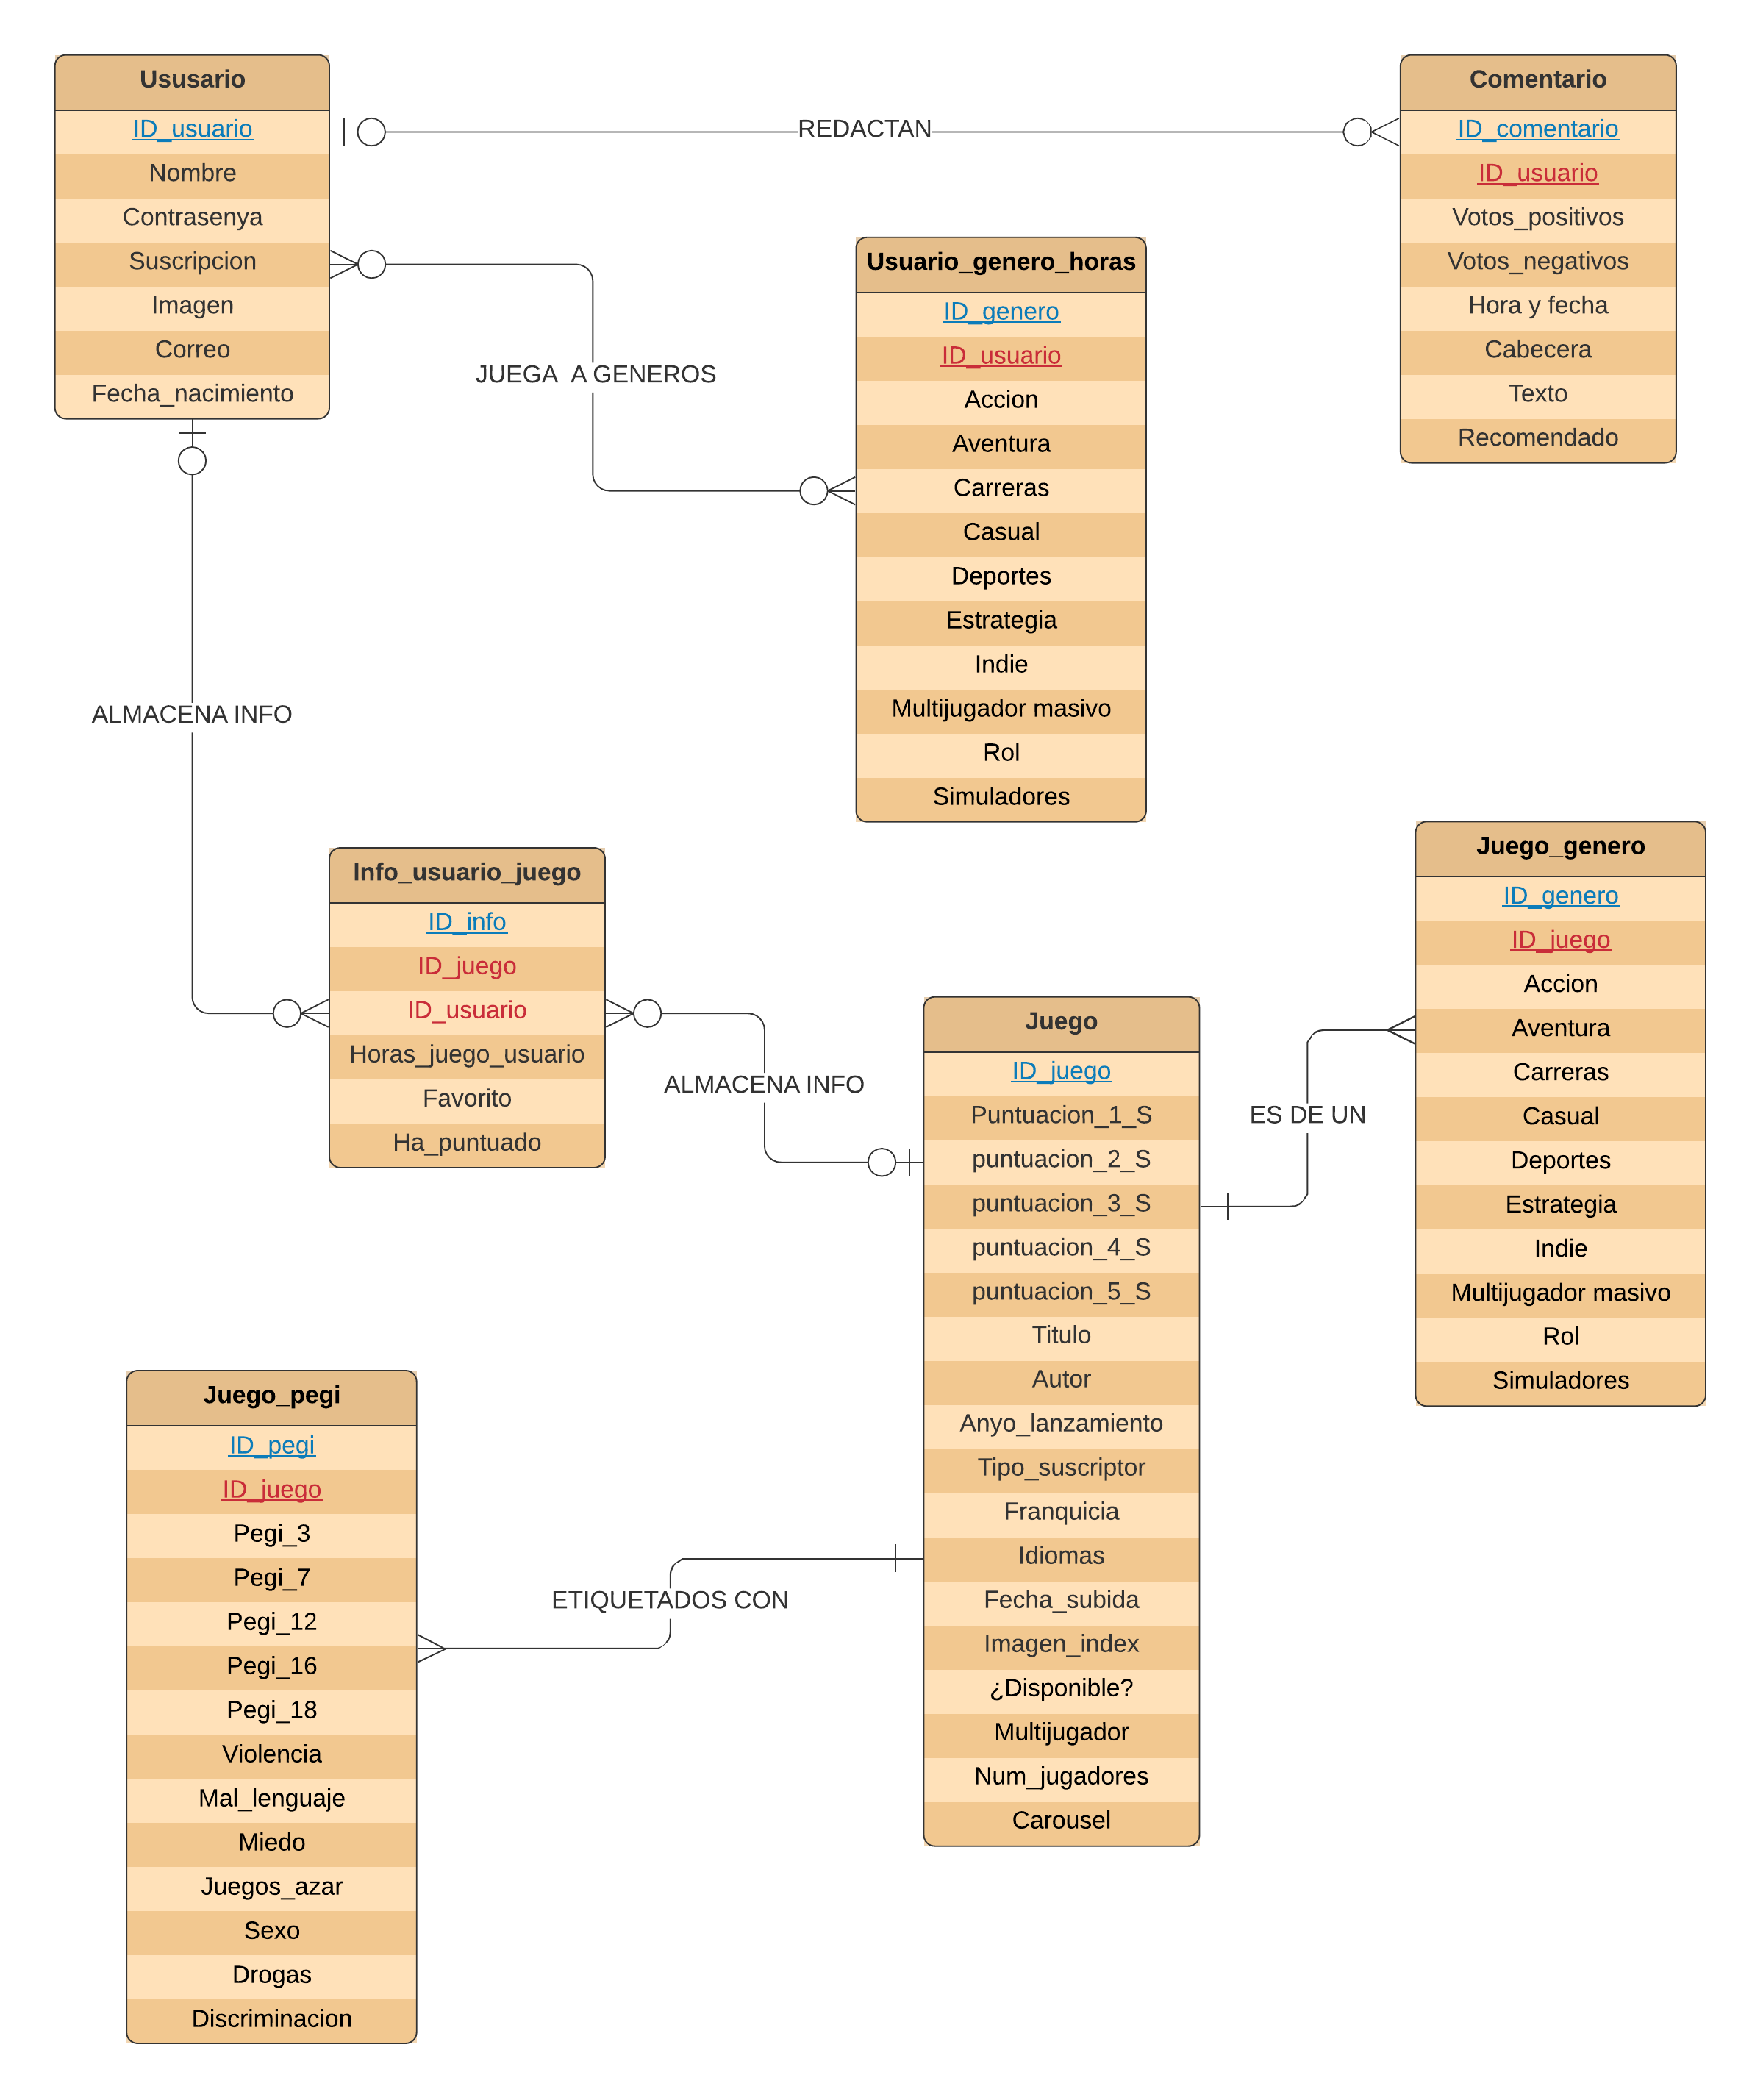 Ususario
ID_usuario
Nombre
Contrasenya
Suscripcion
Imagen
Correo
Fecha_nacimiento
REDACTAN
Comentario
ID_comentario
ID_usuario
Votos_positivos
Votos_negativos
Hora y fecha
Cabecera
Texto
Recomendado
JUEGA A GENEROS
Usuario_genero_horas
ID_genero
ID_usuario
Accion
Aventura
Carreras
Casual
Deportes
Estrategia
Indie
Multijugador masivo
Rol
Simuladores
ALMACENA INFO
Info_usuario_juego
ID_info
ID_juego
ID_usuario
Horas_juego_usuario
Favorito
Ha_puntuado
ALMACENA INFO
Juego
ID_juego
Puntuacion_1_S
puntuacion_2_S
puntuacion_3_S
puntuacion_4_S
puntuacion_5_S
Titulo
Autor
Anyo_lanzamiento
Tipo_suscriptor
Franquicia
Idiomas
Fecha_subida
Imagen_index
¿Disponible?
Multijugador
Num_jugadores
Carousel
ES DE UN
Juego_genero
ID_genero
ID_juego
Accion
Aventura
Carreras
Casual
Deportes
Estrategia
Indie
Multijugador masivo
Rol
Simuladores
ETIQUETADOS CON
Juego_pegi
ID_pegi
ID_juego
Pegi_3
Pegi_7
Pegi_12
Pegi_16
Pegi_18
Violencia
Mal_lenguaje
Miedo
Juegos_azar
Sexo
Drogas
Discriminacion